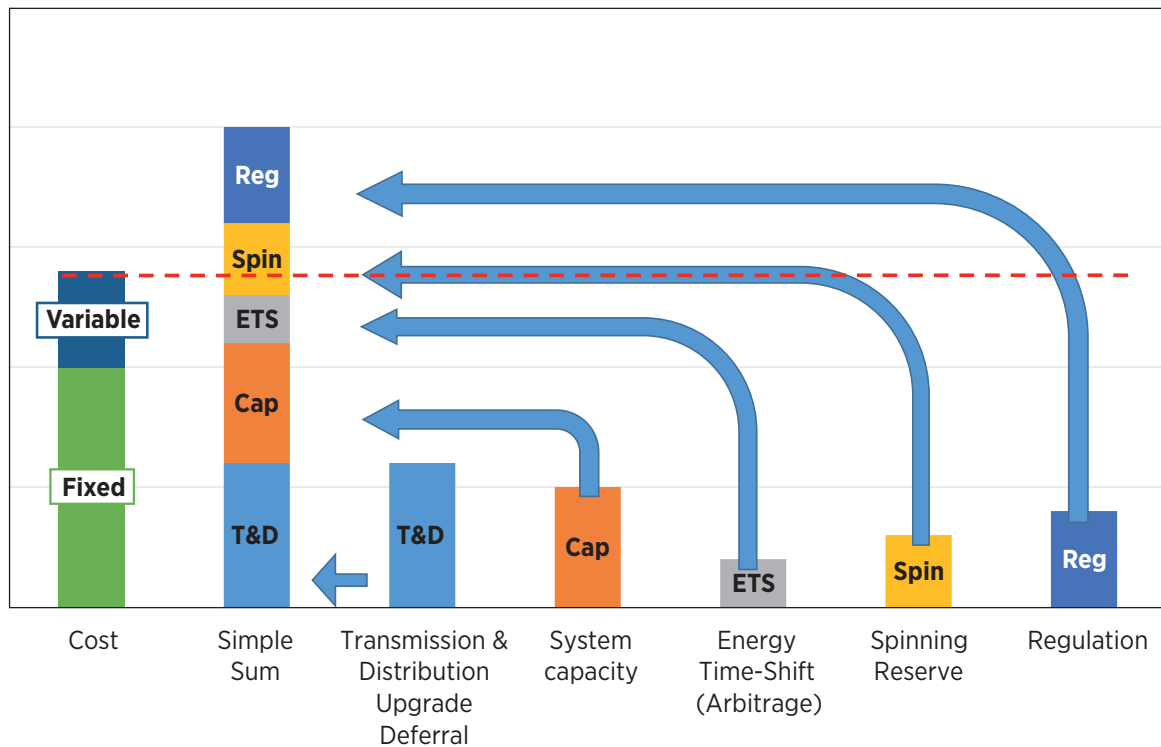 Reg
Spin
Variable
ETS
Cap
Fixed
T&D
T&D
Cap
ETS
Spin
Reg
Cost
Simple
Sum
Transmission &
Distribution
Upgrade
Deferral
System
capacity
Energy
Time-Shift
(Arbitrage)
Spinning
Reserve
Regulation